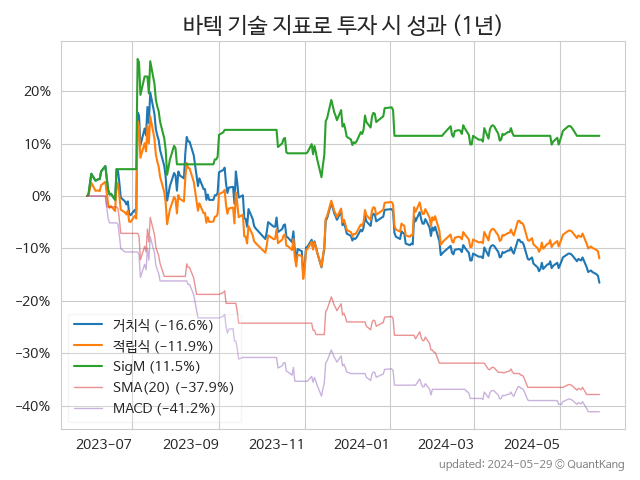 바텍 기술 지표로 투자 시 성과 (1년)
20%
10%
0%
−10%
−20%
−30%
−40%
거치식 (−16.6%)
적립식 (−11.9%)
SigM (11.5%)
SMA(20) (−37.9%)
MACD (−41.2%)
2023−07
2023−09
2023−11
2024−01
2024−03
2024−05
updated: 2024−05−29 © QuantKang